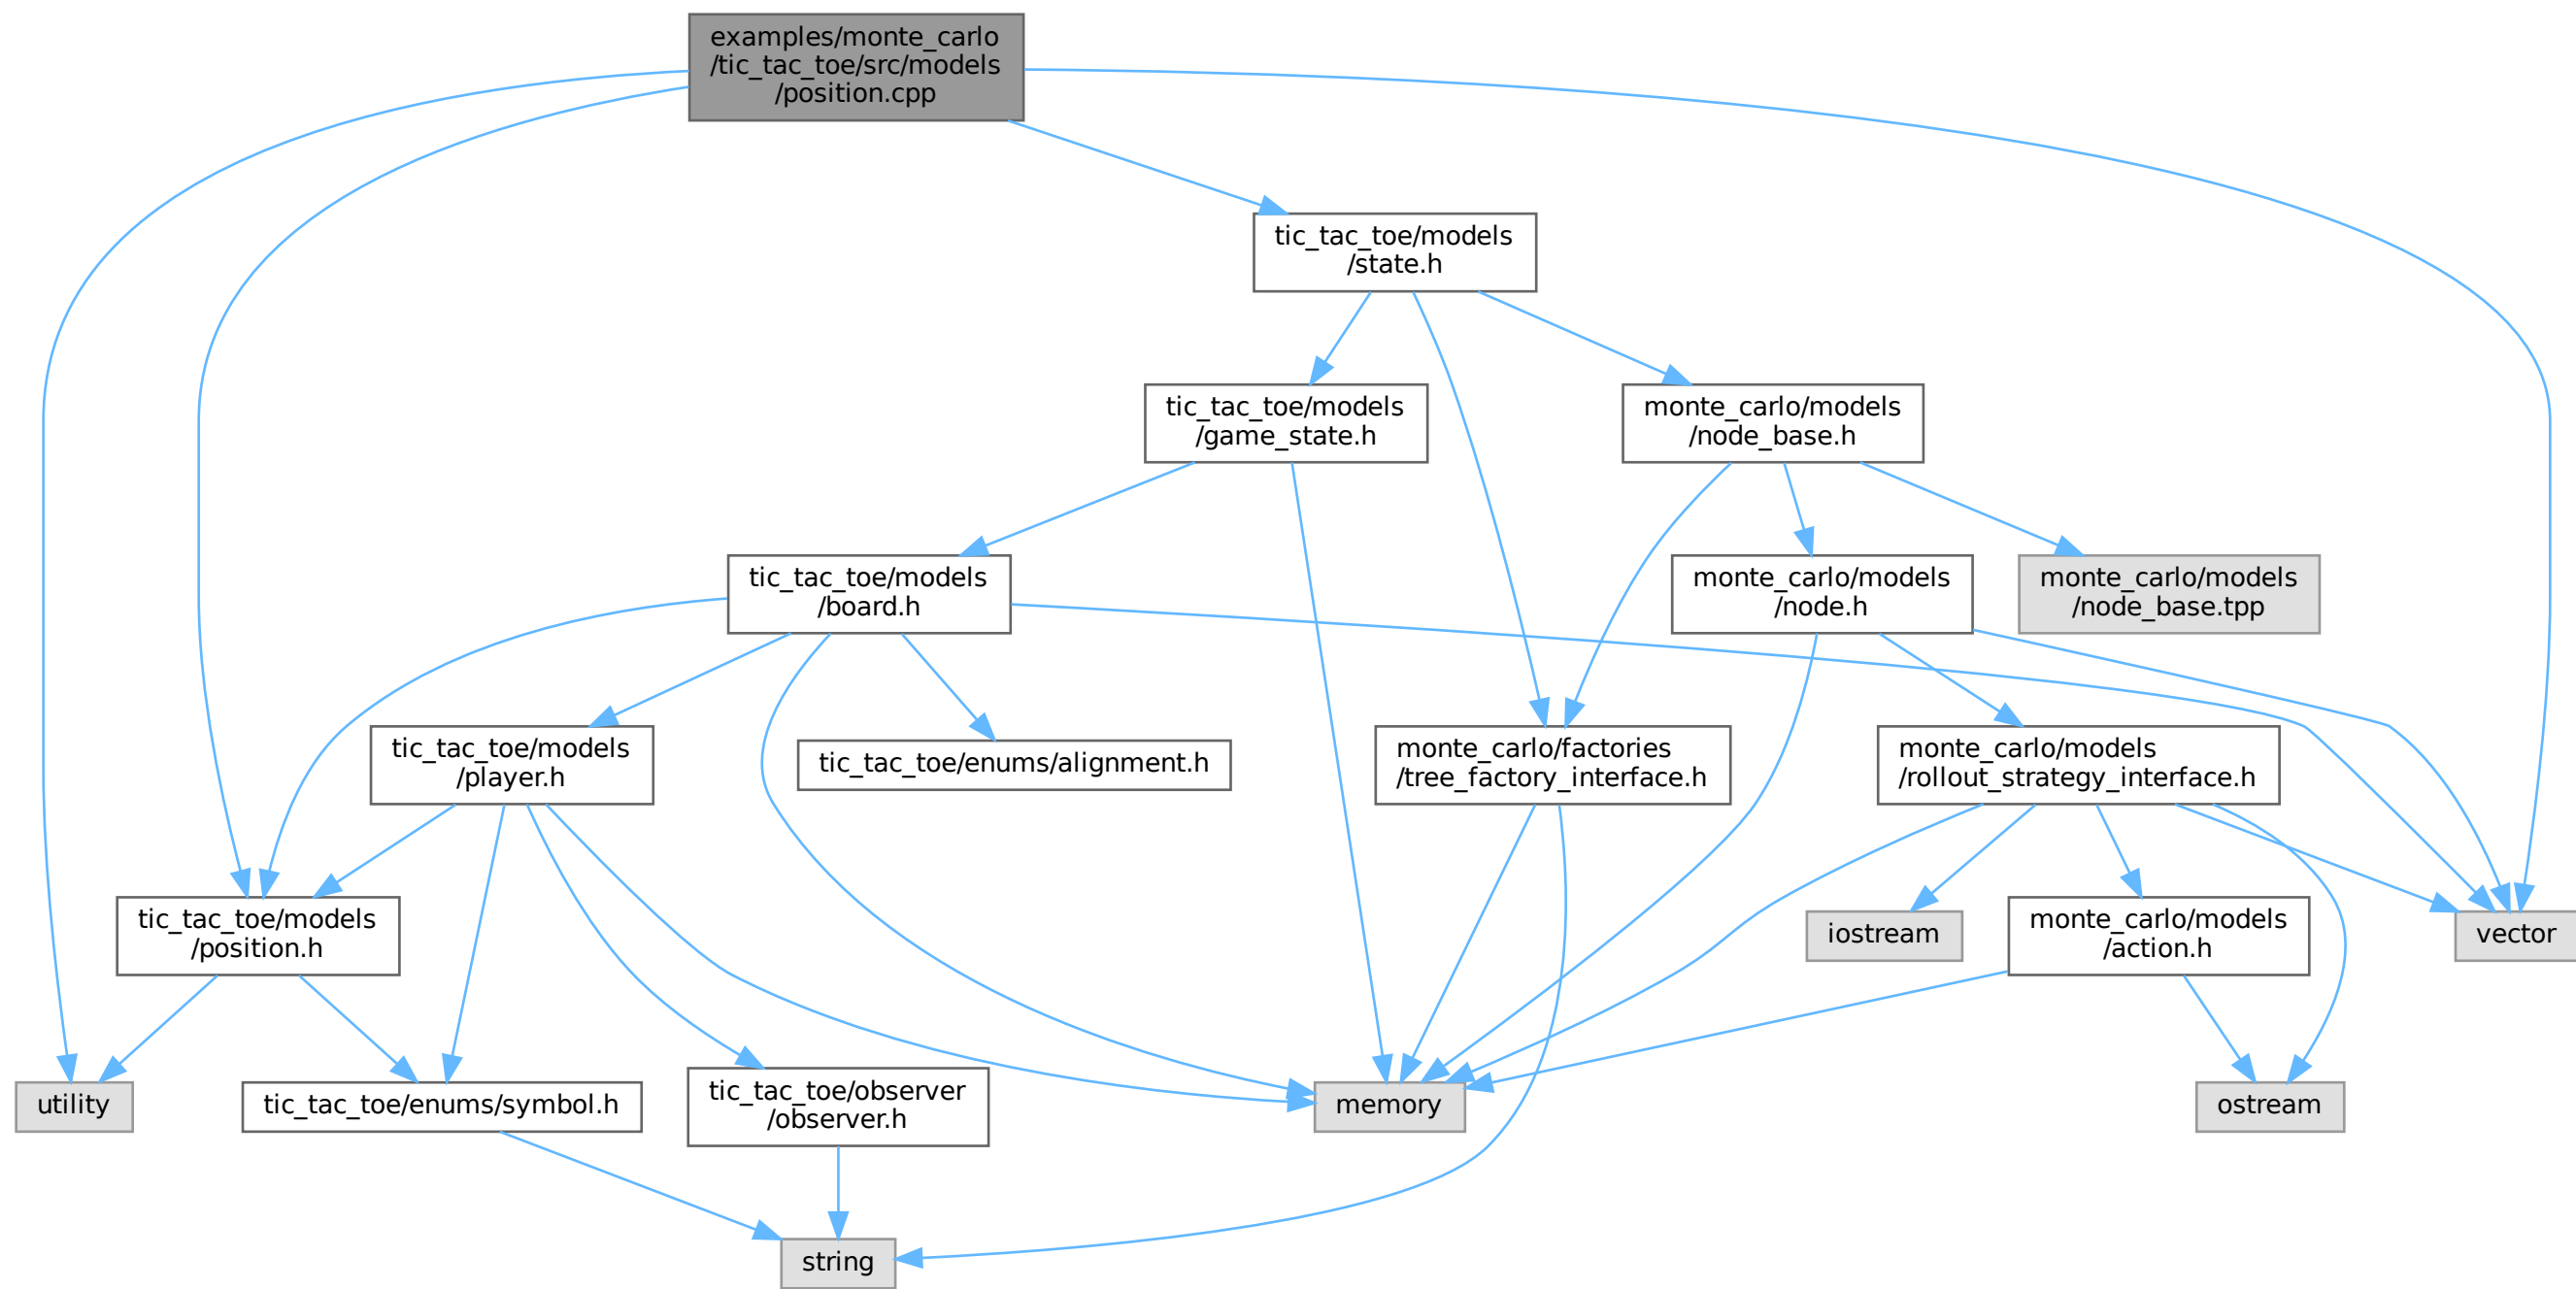 examples/monte_carlo
/tic_tac_toe/src/models
/position.cpp
tic_tac_toe/models
/state.h
tic_tac_toe/models
/game_state.h
monte_carlo/models
/node_base.h
tic_tac_toe/models
/board.h
monte_carlo/models
/node.h
monte_carlo/models
/node_base.tpp
tic_tac_toe/models
/player.h
tic_tac_toe/enums/alignment.h
monte_carlo/factories
/tree_factory_interface.h
monte_carlo/models
/rollout_strategy_interface.h
tic_tac_toe/models
/position.h
iostream
monte_carlo/models
/action.h
vector
utility
tic_tac_toe/enums/symbol.h
tic_tac_toe/observer
/observer.h
memory
ostream
string